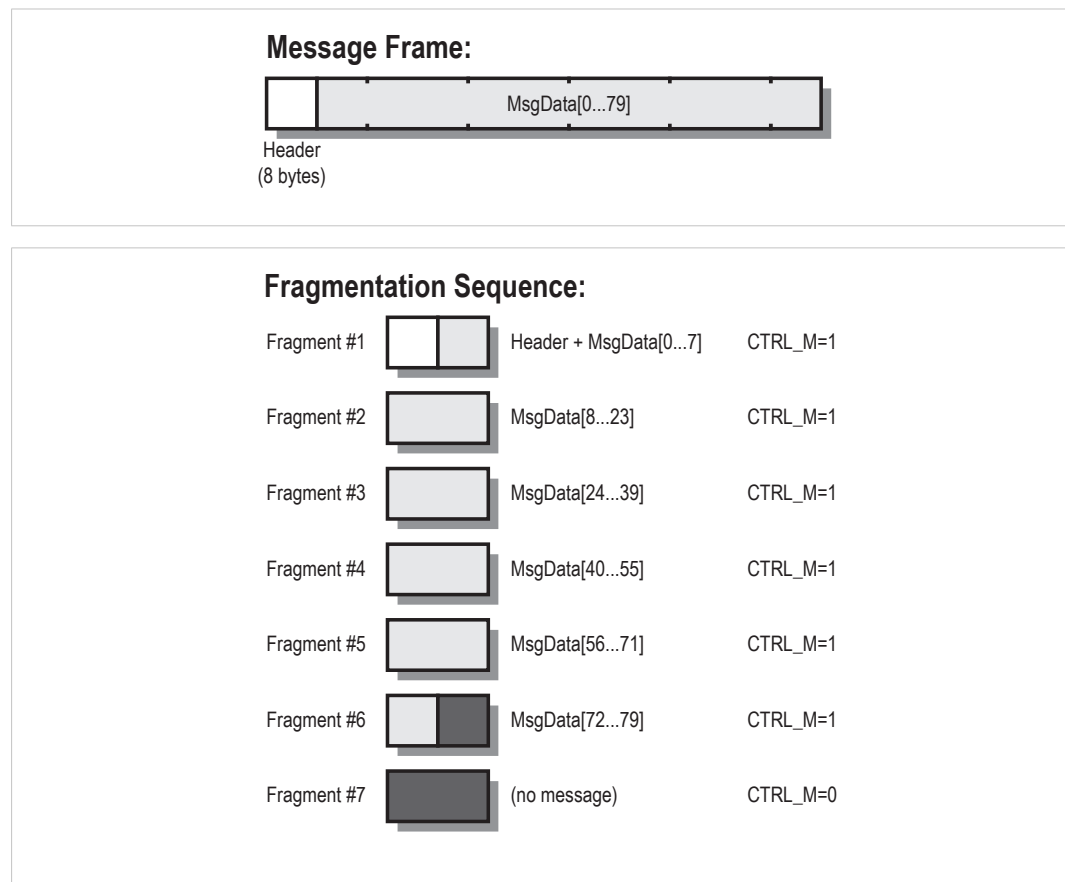 Message Frame:
MsgData[0...79]
Header
(8 bytes)
Fragmentation Sequence:
Fragment #1 Header + MsgData[0...7] CTRL_M=1
Fragment #2 MsgData[8...23] CTRL_M=1
Fragment #3 MsgData[24...39] CTRL_M=1
Fragment #4 MsgData[40...55] CTRL_M=1
Fragment #5 MsgData[56...71] CTRL_M=1
Fragment #6 MsgData[72...79] CTRL_M=1
Fragment #7 (no message) CTRL_M=0